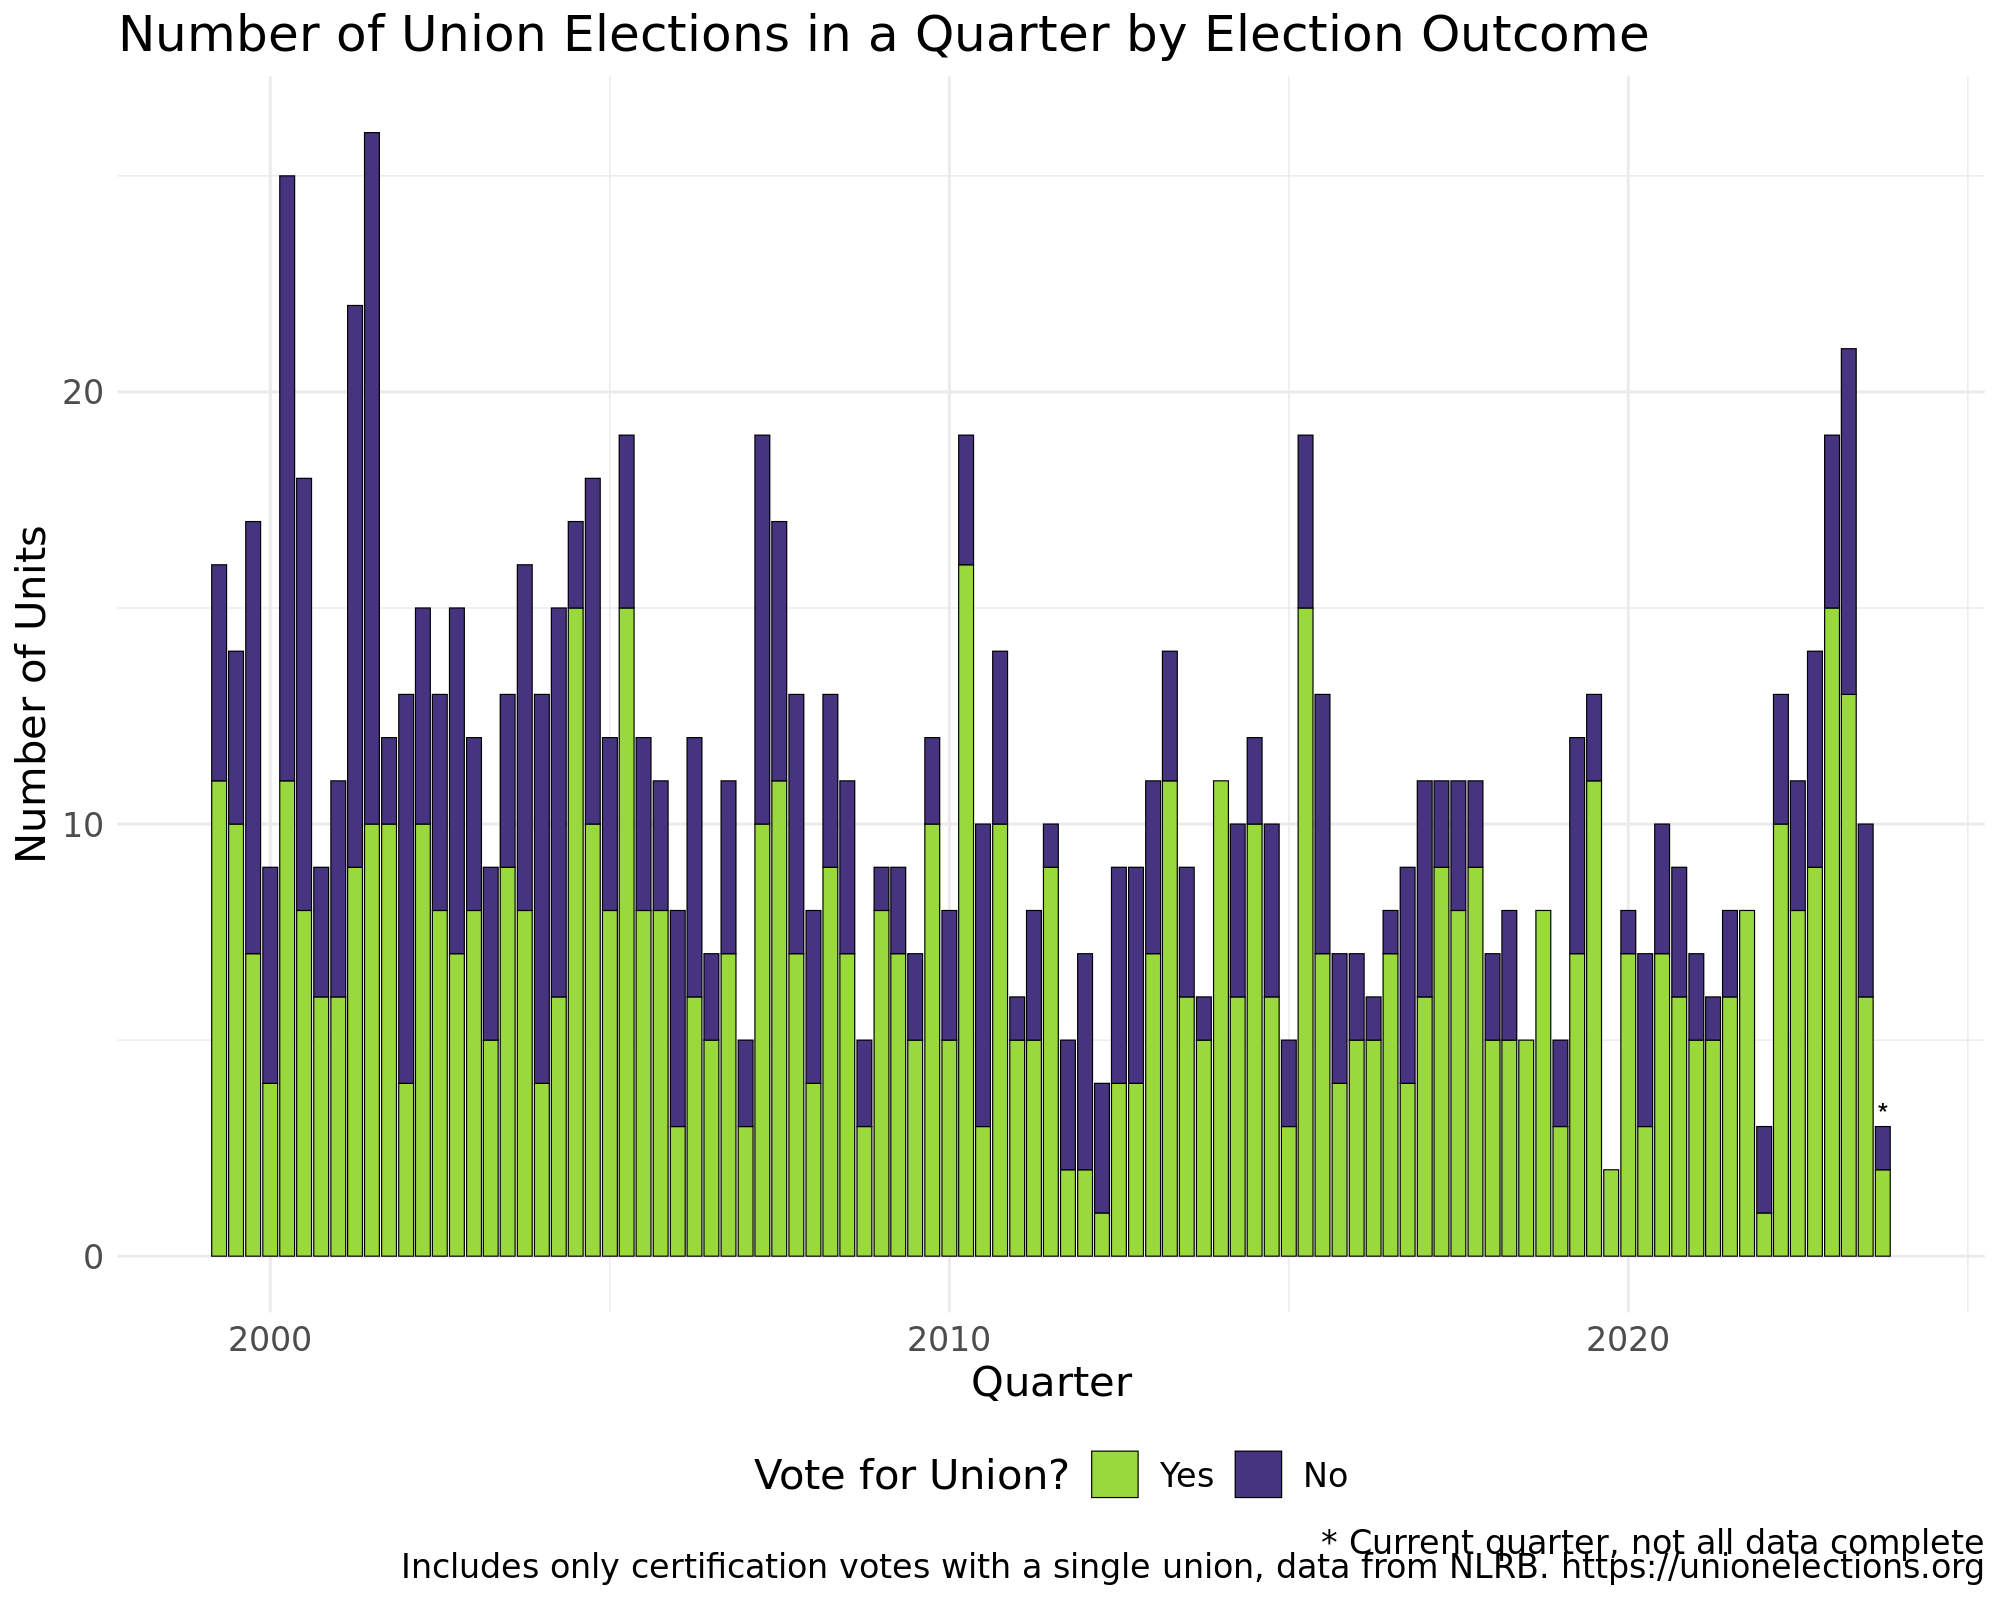 Number of Union Elections in a Quarter by Election Outcome
Number of Units
20
10
0
*
2000 2010 2020
Quarter
Vote for Union? Yes No
* Current quarter, not all data complete
Includes only certification votes with a single union, data from NLRB. https://unionelections.org